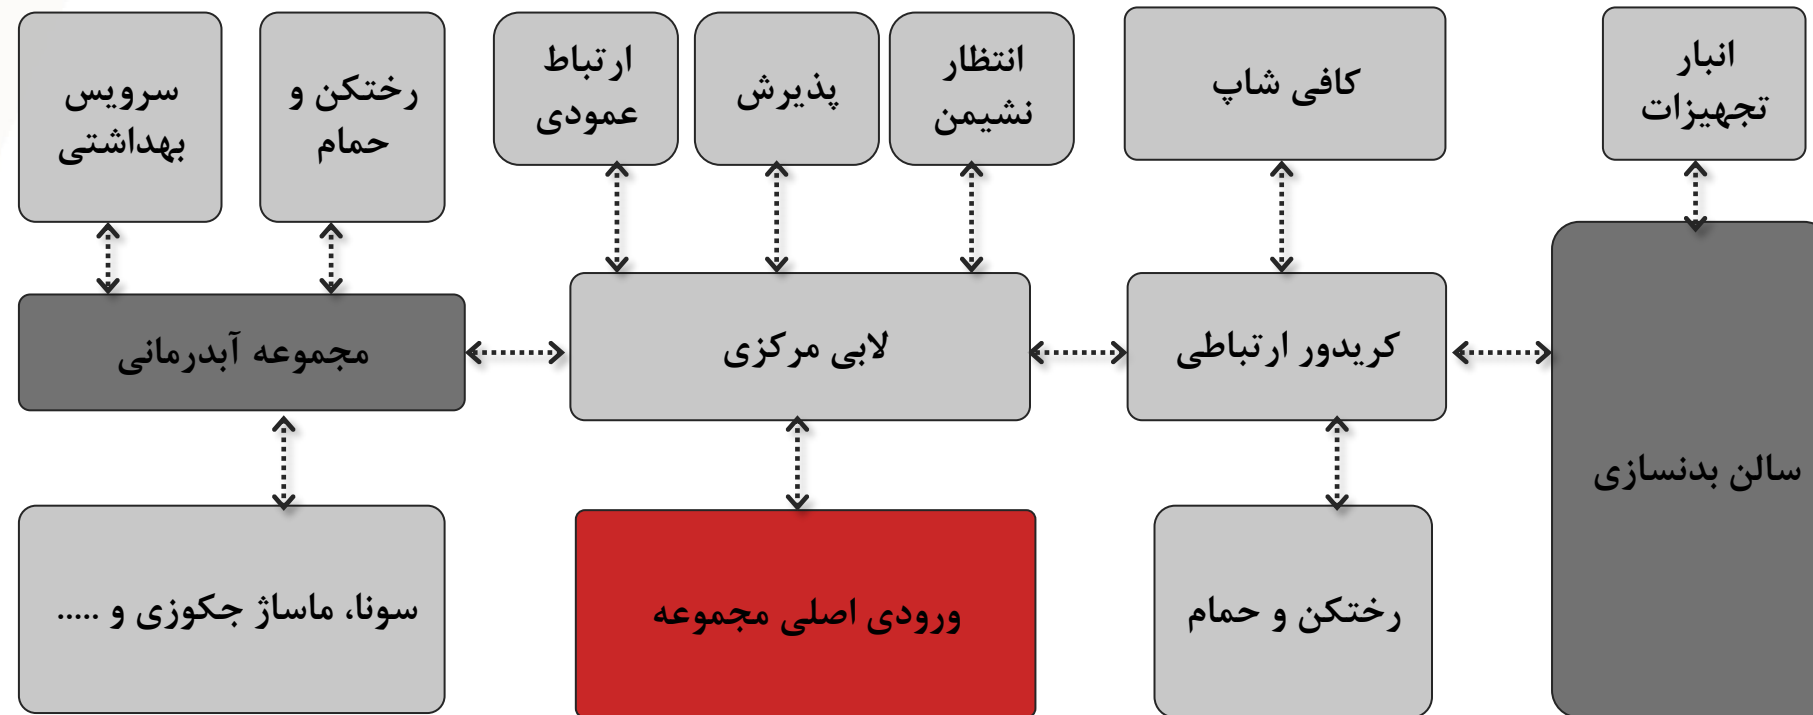 انبار
تجهیزات
کافی شاپ
انتظار
نشیمن
پذیرش
ارتباط
عمودی
رختکن و
حمام
سرویس
بهداشتی
سالن بدنسازی
کریدور ارتباطی
لابی مرکزی
مجموعه آبدرمانی
رختکن و حمام
ورودی اصلی مجموعه
سونا، ماساژ جکوزی و .....